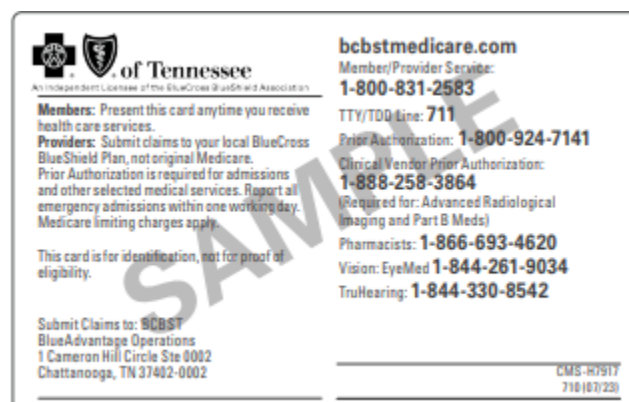 of Tennessee
An Independent Licensee of the BlueCross BlueShield Association
Members: Present this card anytime you receive
health care services.
Providers: Submit claims to your local BlueCross
BlueShield Plan, not original Medicare.
Prior Authorization is required for admissions
and other selected medical services. Report all
emergency admissions within one working day.
Medicare limiting charges apply.
This card is for identification, not for proof of
eligibility.
Submit Claims to: BCBST
BlueAdvantage Operations
1 Cameron Hill Circle Ste 0002
Chattanooga, TN 37402-0002
bcbstmedicare.com
Member/Provider Service:
1-800-831-2583
TTY/TDD Line: 711
Prior Authorization: 1-800-924-7141
Clinical Vendor Prior Authorization:
1-888-258-3864
(Required for: Advanced Radiological
Imaging and Part B Meds)
Pharmacists: 1-866-693-4620
Vision: EyeMed 1-844-261-9034
TruHearing: 1-844-330-8542
CMS-H7917
710 (07/23)
SAMPLE